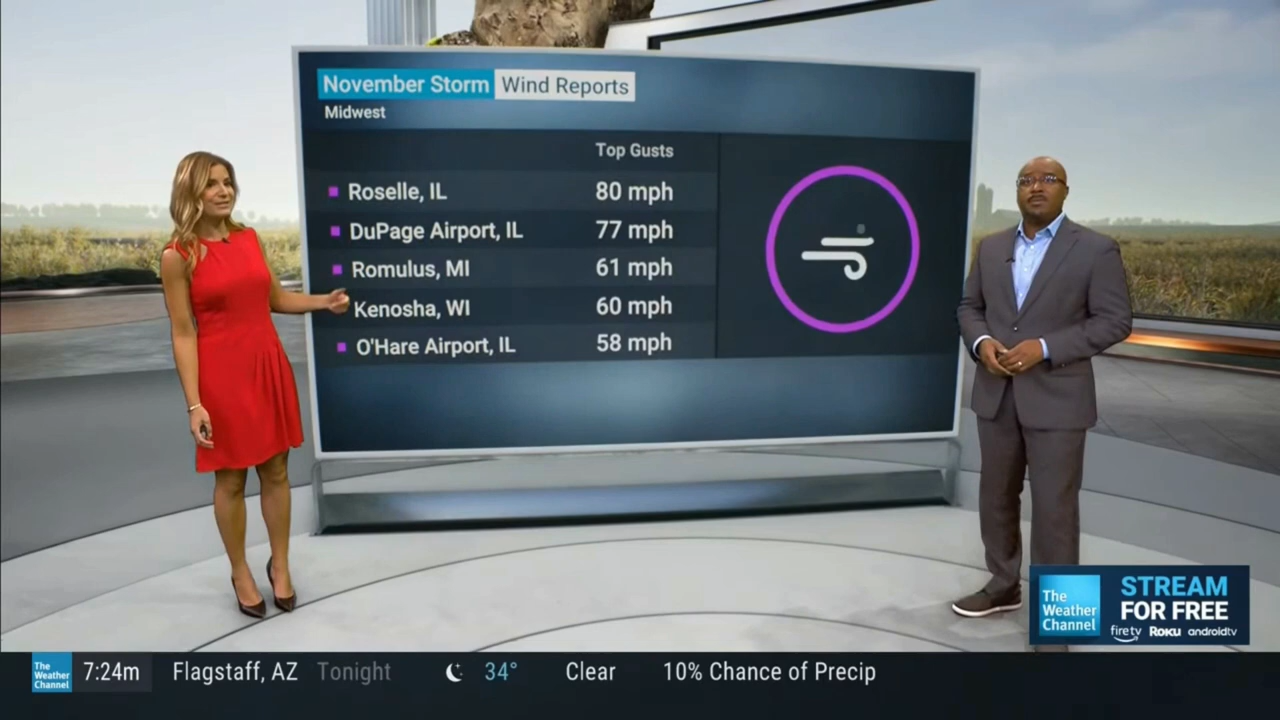 November Storm Wind Reports
Midwest
Top Gusts
Roselle, IL 80 mph
DuPage Airport, IL 77 mph
Romulus, MI 61 mph
Kenosha, WI 60 mph
O'Hare Airport, IL 58 mph
The
Weather
Channel
STREAM
FOR FREE
firetv Roku androidtv
The
Weather
Channel
7:24m Flagstaff, AZ Tonight 34° Clear 10% Chance of Precip